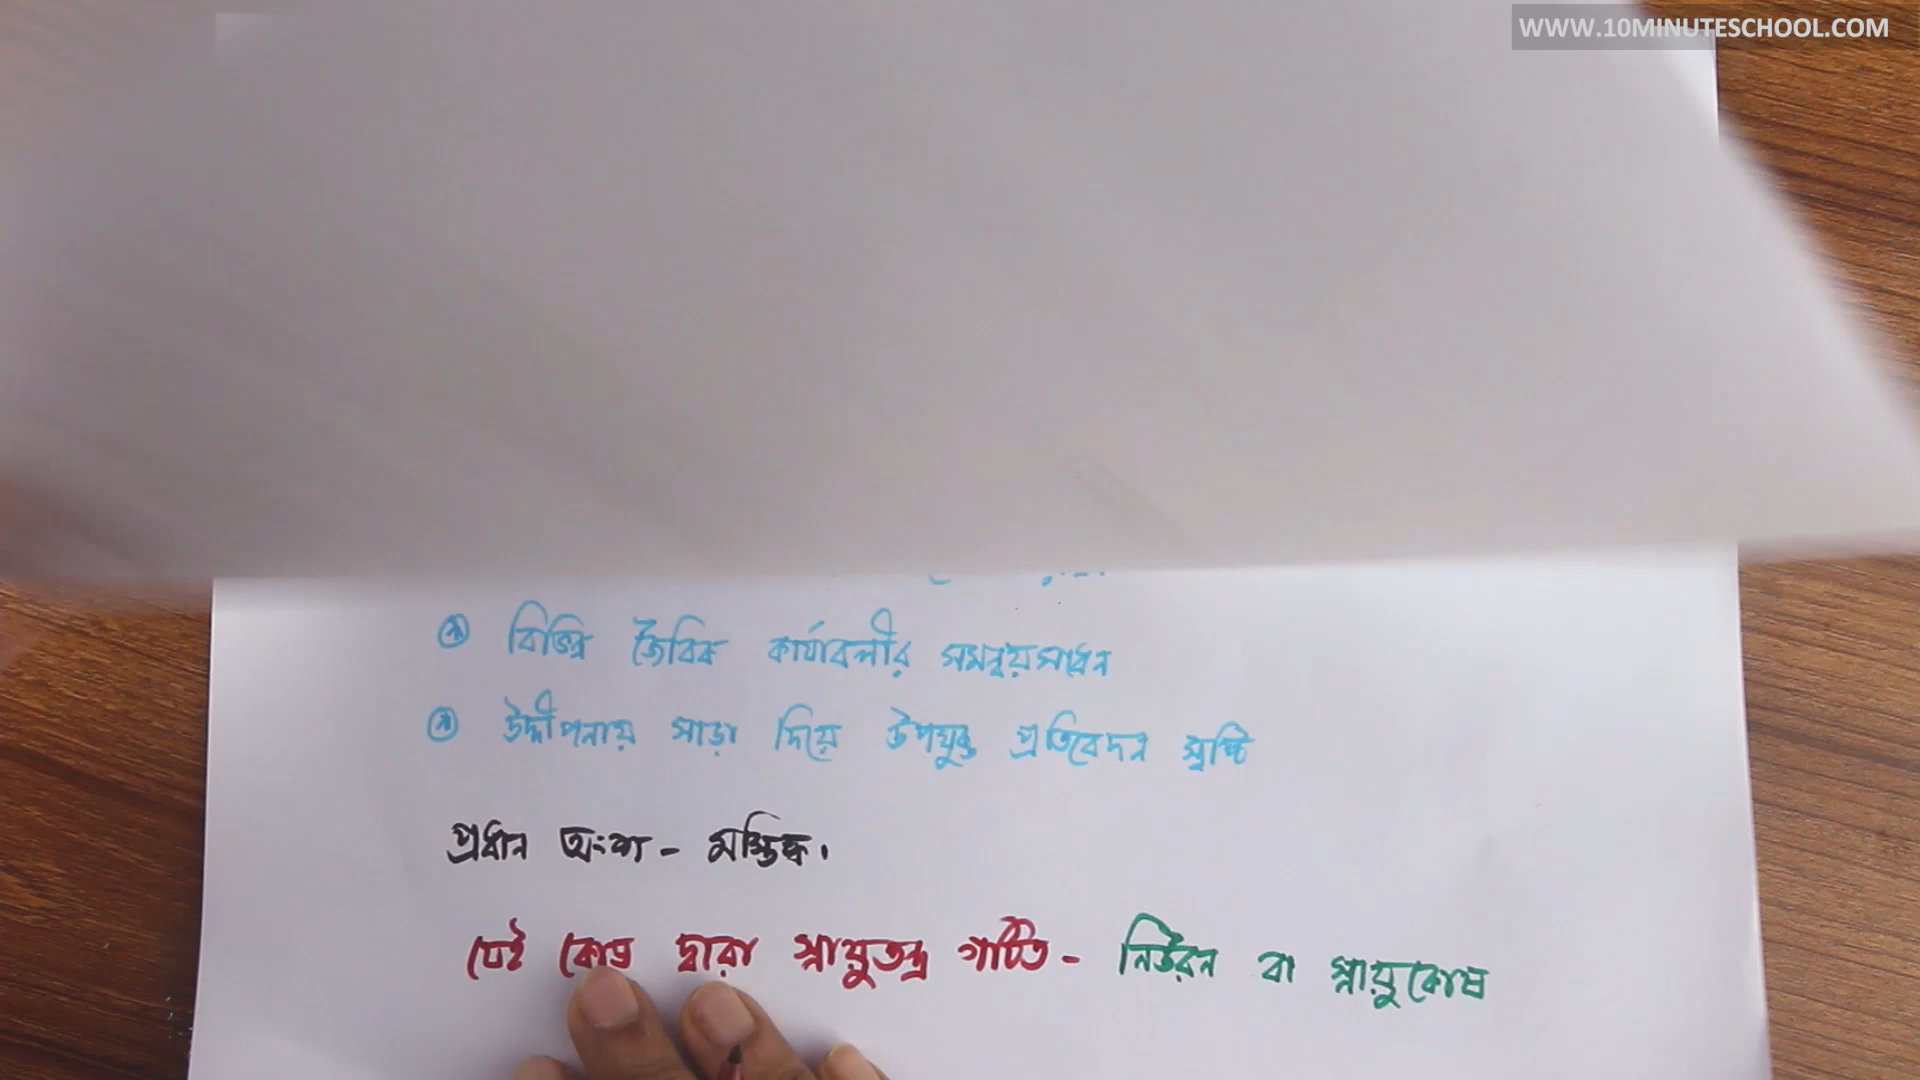 WWW.10MINUTESCHOOL.COM
বিভিন্ন জৈবিক কার্যাবলীর সমন্বয়সাধন
উদ্দীপনায় সাড়া দিয়ে উপযুক্ত প্রতিবেদন সৃষ্টি
প্রধান অংশ - মস্তিষ্ক।
যেই কোষ দ্বারা স্নায়ুতন্ত্র গঠিত - নিউরন বা স্নায়ুকোষ